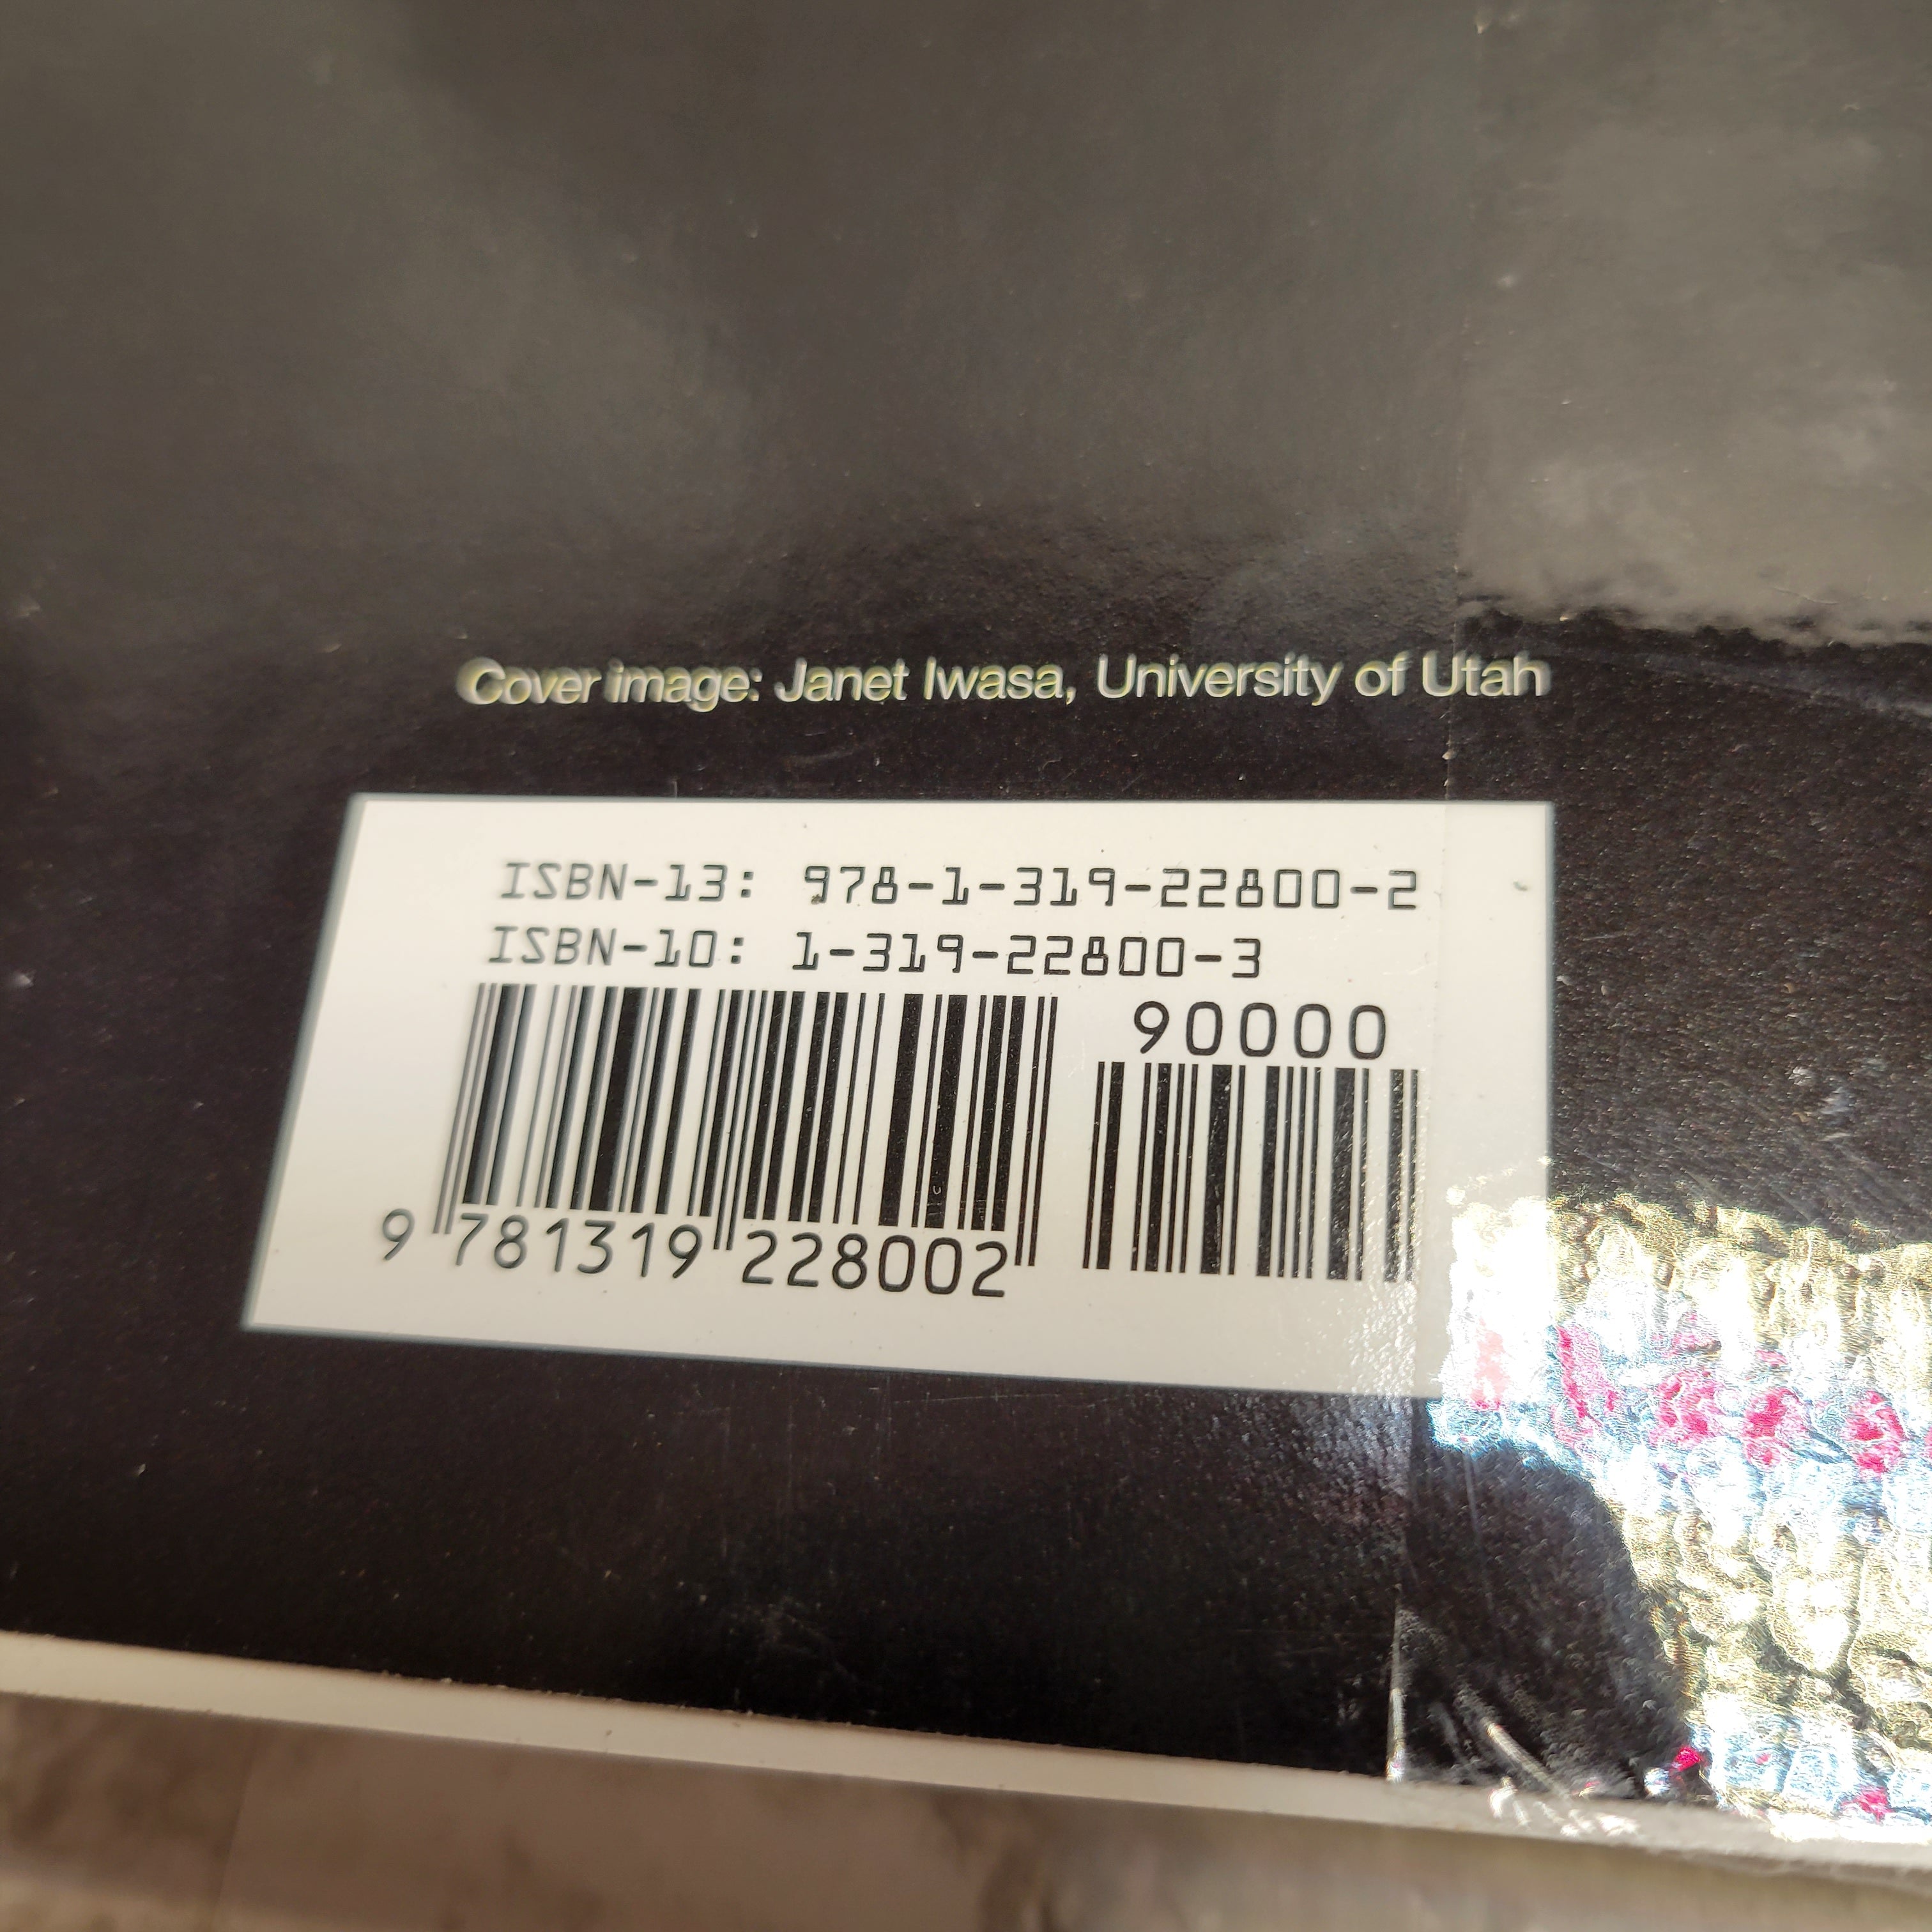 Cover image: Janet Iwasa, University of Utah
ISBN-13: 978-1-319-22800-2
ISBN-10: 1-319-22800-3
90000
9 781319 228002